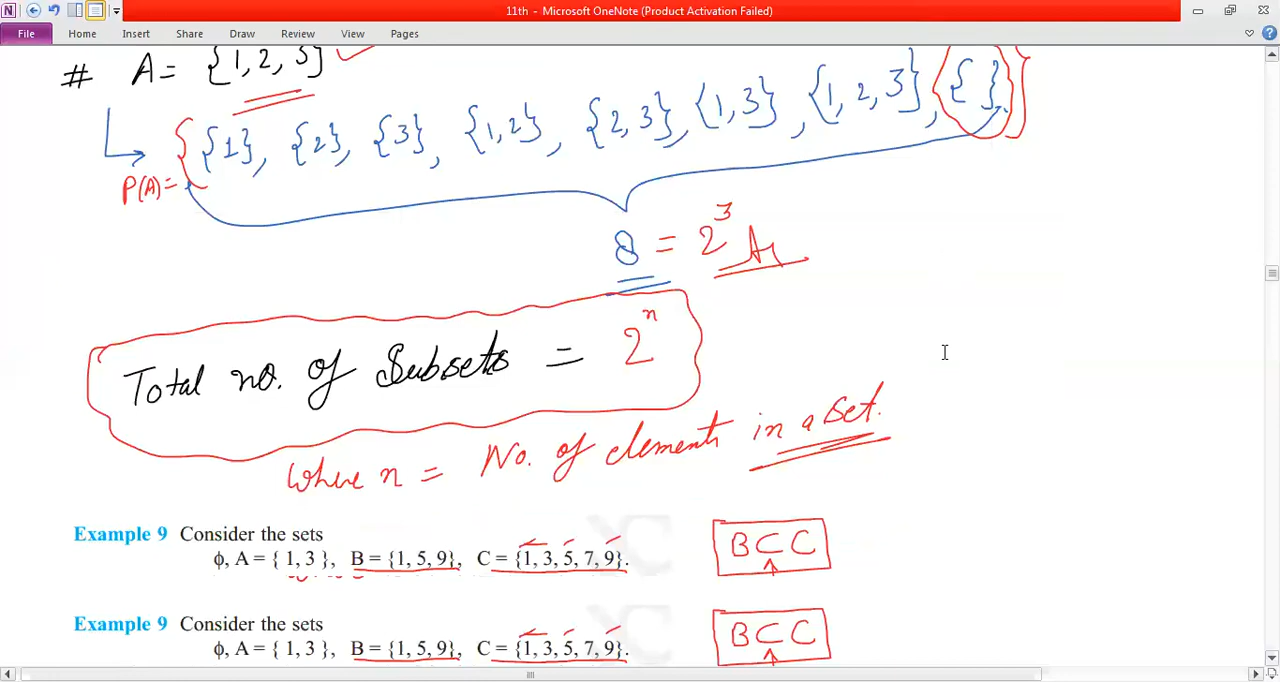 11th - Microsoft OneNote (Product Activation Failed)
File Home Insert Share Draw Review View Pages
# A = {1, 2, 3}
P(A) = {{1}, {2}, {3}, {1, 2}, {2, 3}, {1, 3}, {1, 2, 3}, { }}
8 = 2³
Total no. of Subsets = 2ⁿ
Where n = No. of elements in a set.
Example 9 Consider the sets
ϕ, A = { 1, 3 }, B = {1, 5, 9}, C = {1, 3, 5, 7, 9}. B ⊂ C
Example 9 Consider the sets
ϕ, A = { 1, 3 }, B = {1, 5, 9}, C = {1, 3, 5, 7, 9}. B ⊂ C